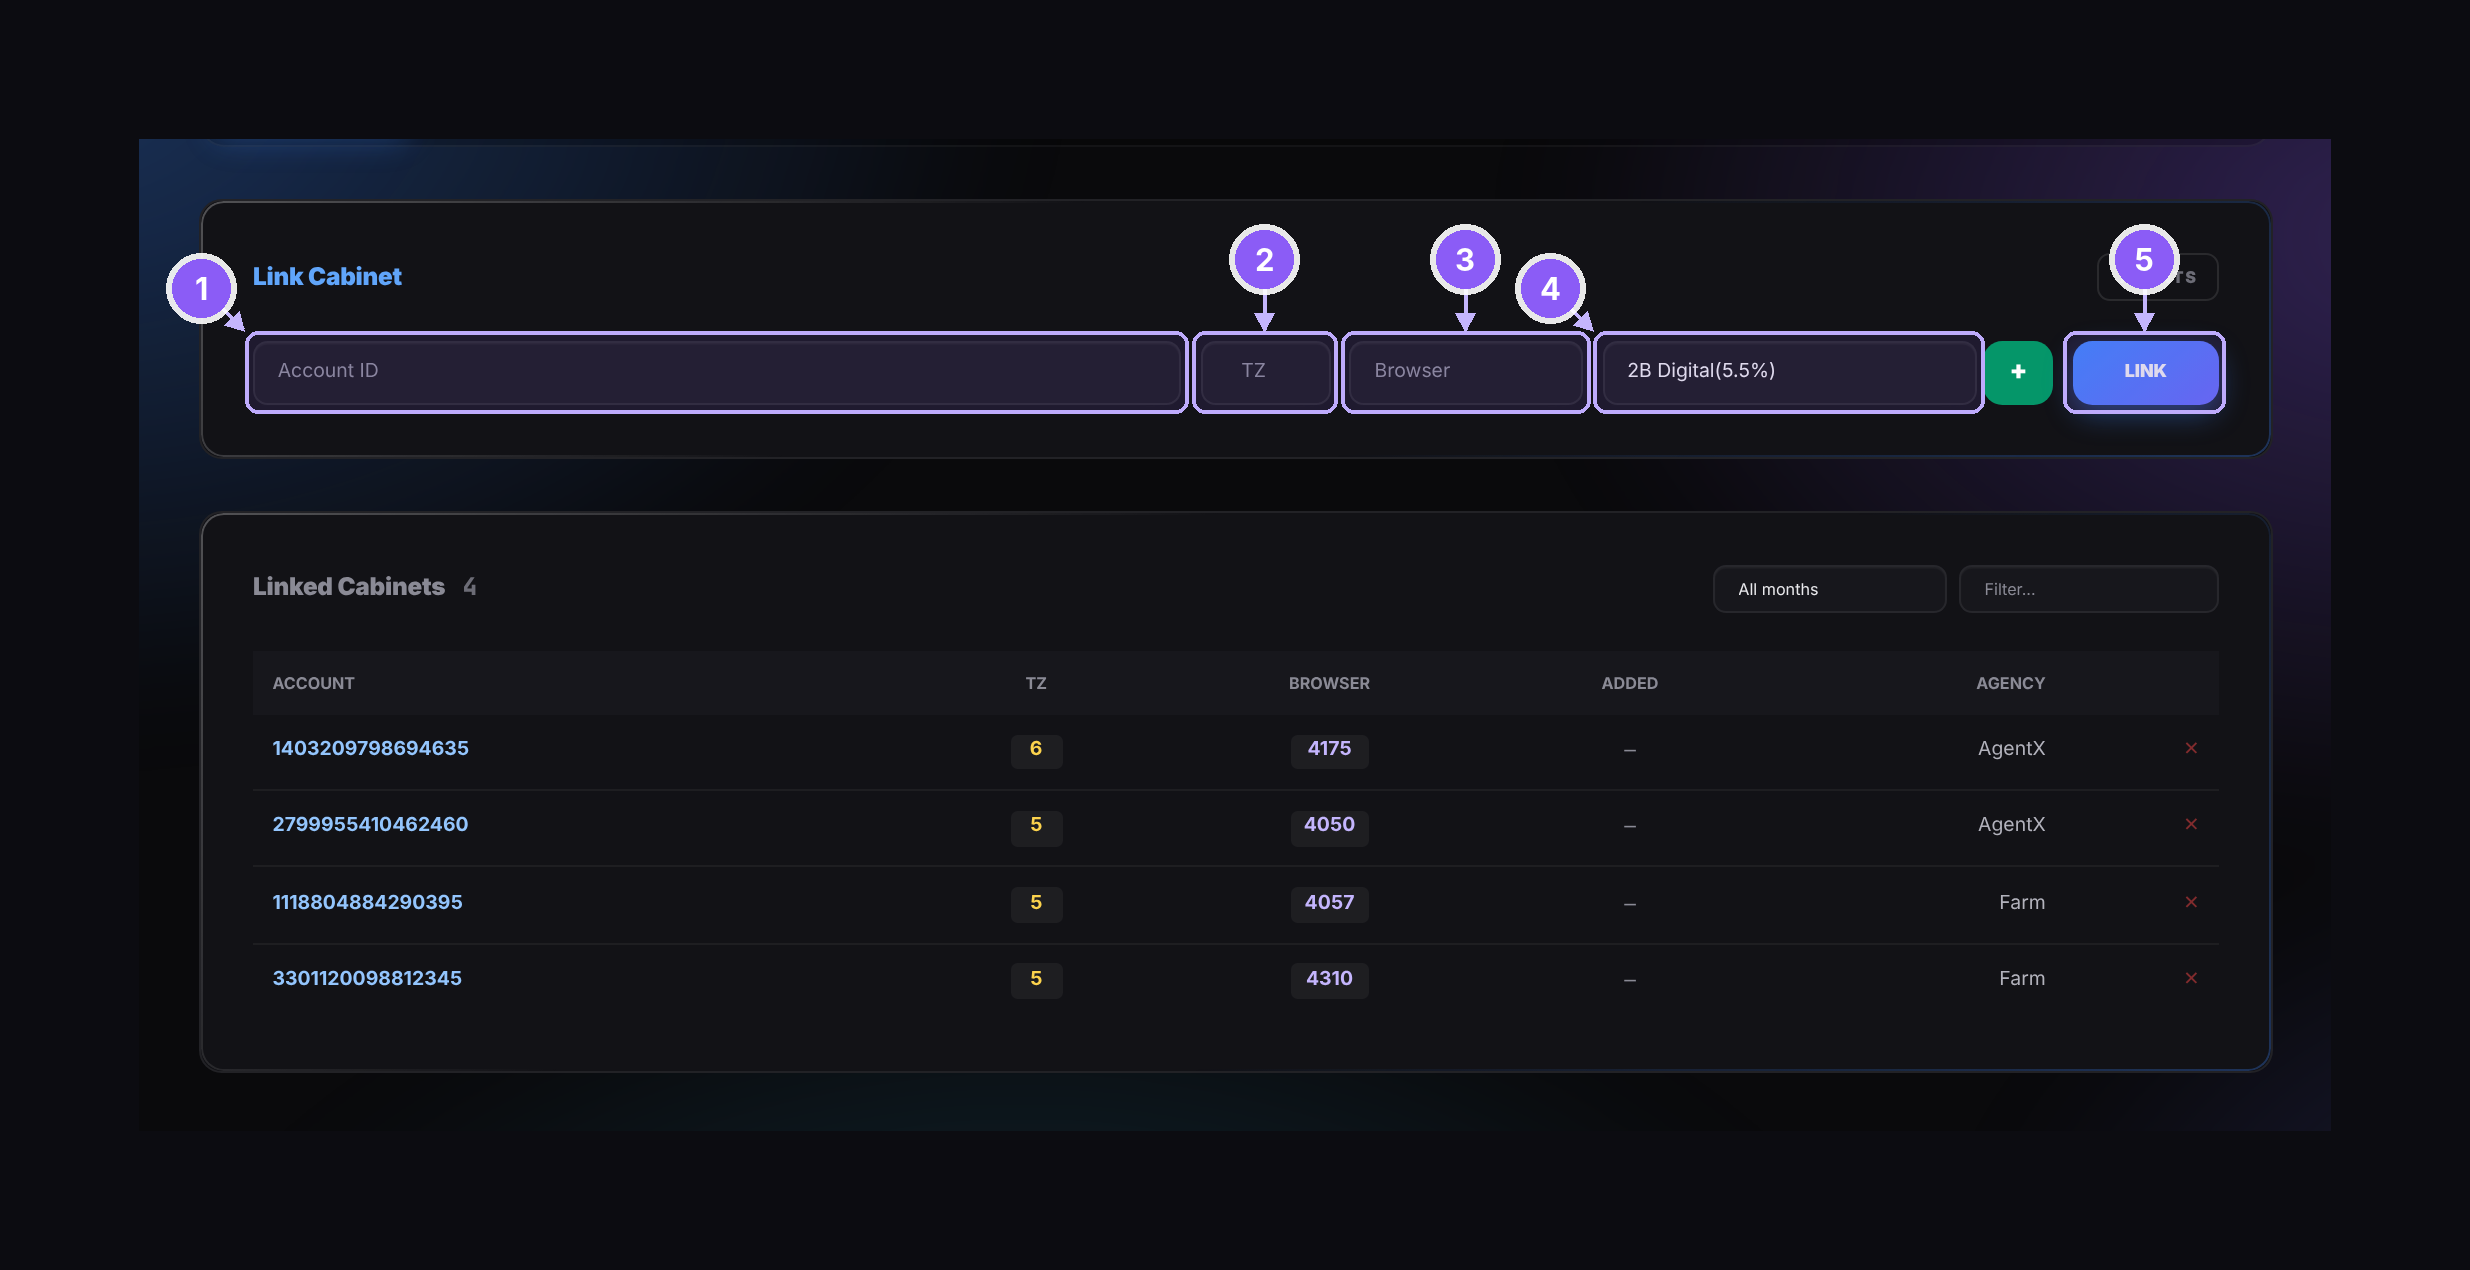 1
2
3
4
5
Link Cabinet
TS
Account ID
TZ
Browser
2B Digital(5.5%)
+
LINK
Linked Cabinets 4
All months
Filter...
ACCOUNT TZ BROWSER ADDED AGENCY
1403209798694635 6 4175 – AgentX ×
2799955410462460 5 4050 – AgentX ×
1118804884290395 5 4057 – Farm ×
3301120098812345 5 4310 – Farm ×